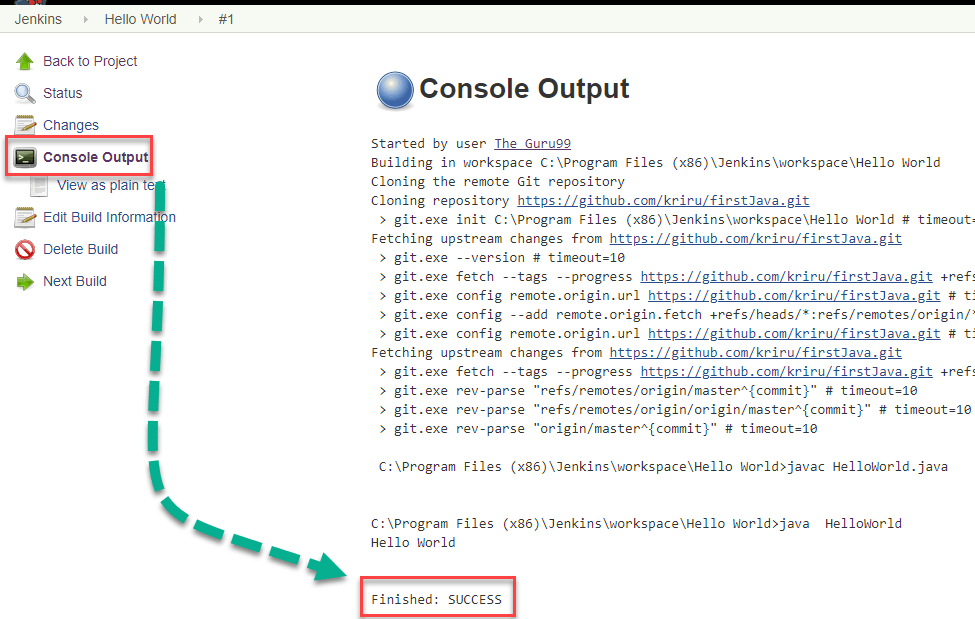 Jenkins Hello World #1
Back to Project
Status
Changes
Console Output
View as plain text
Edit Build Information
Delete Build
Next Build
Console Output
Started by user The Guru99
Building in workspace C:\Program Files (x86)\Jenkins\workspace\Hello World
Cloning the remote Git repository
Cloning repository https://github.com/kriru/firstJava.git
> git.exe init C:\Program Files (x86)\Jenkins\workspace\Hello World # timeout=
Fetching upstream changes from https://github.com/kriru/firstJava.git
> git.exe --version # timeout=10
> git.exe fetch --tags --progress https://github.com/kriru/firstJava.git +refs
> git.exe config remote.origin.url https://github.com/kriru/firstJava.git # ti
> git.exe config --add remote.origin.fetch +refs/heads/*:refs/remotes/origin/*
> git.exe config remote.origin.url https://github.com/kriru/firstJava.git # ti
Fetching upstream changes from https://github.com/kriru/firstJava.git
> git.exe fetch --tags --progress https://github.com/kriru/firstJava.git +refs
> git.exe rev-parse "refs/remotes/origin/master^{commit}" # timeout=10
> git.exe rev-parse "refs/remotes/origin/origin/master^{commit}" # timeout=10
> git.exe rev-parse "origin/master^{commit}" # timeout=10
C:\Program Files (x86)\Jenkins\workspace\Hello World>javac HelloWorld.java
C:\Program Files (x86)\Jenkins\workspace\Hello World>java  HelloWorld
Hello World
Finished: SUCCESS